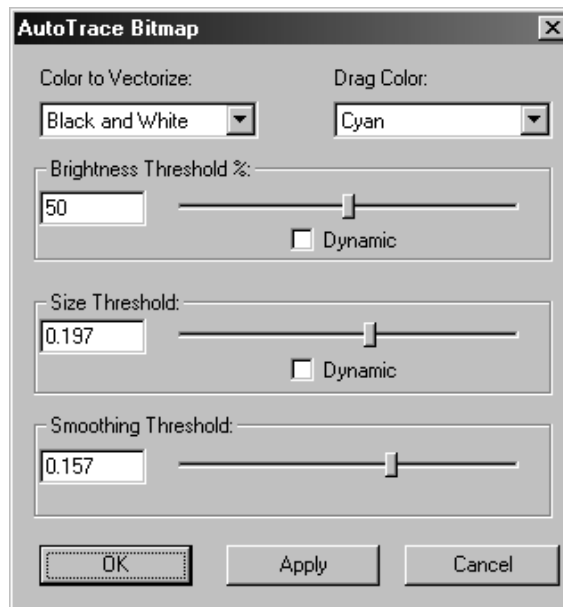 AutoTrace Bitmap
Color to Vectorize: Drag Color:
Black and White Cyan
Brightness Threshold %:
50
Dynamic
Size Threshold:
0.197
Dynamic
Smoothing Threshold:
0.157
OK Apply Cancel